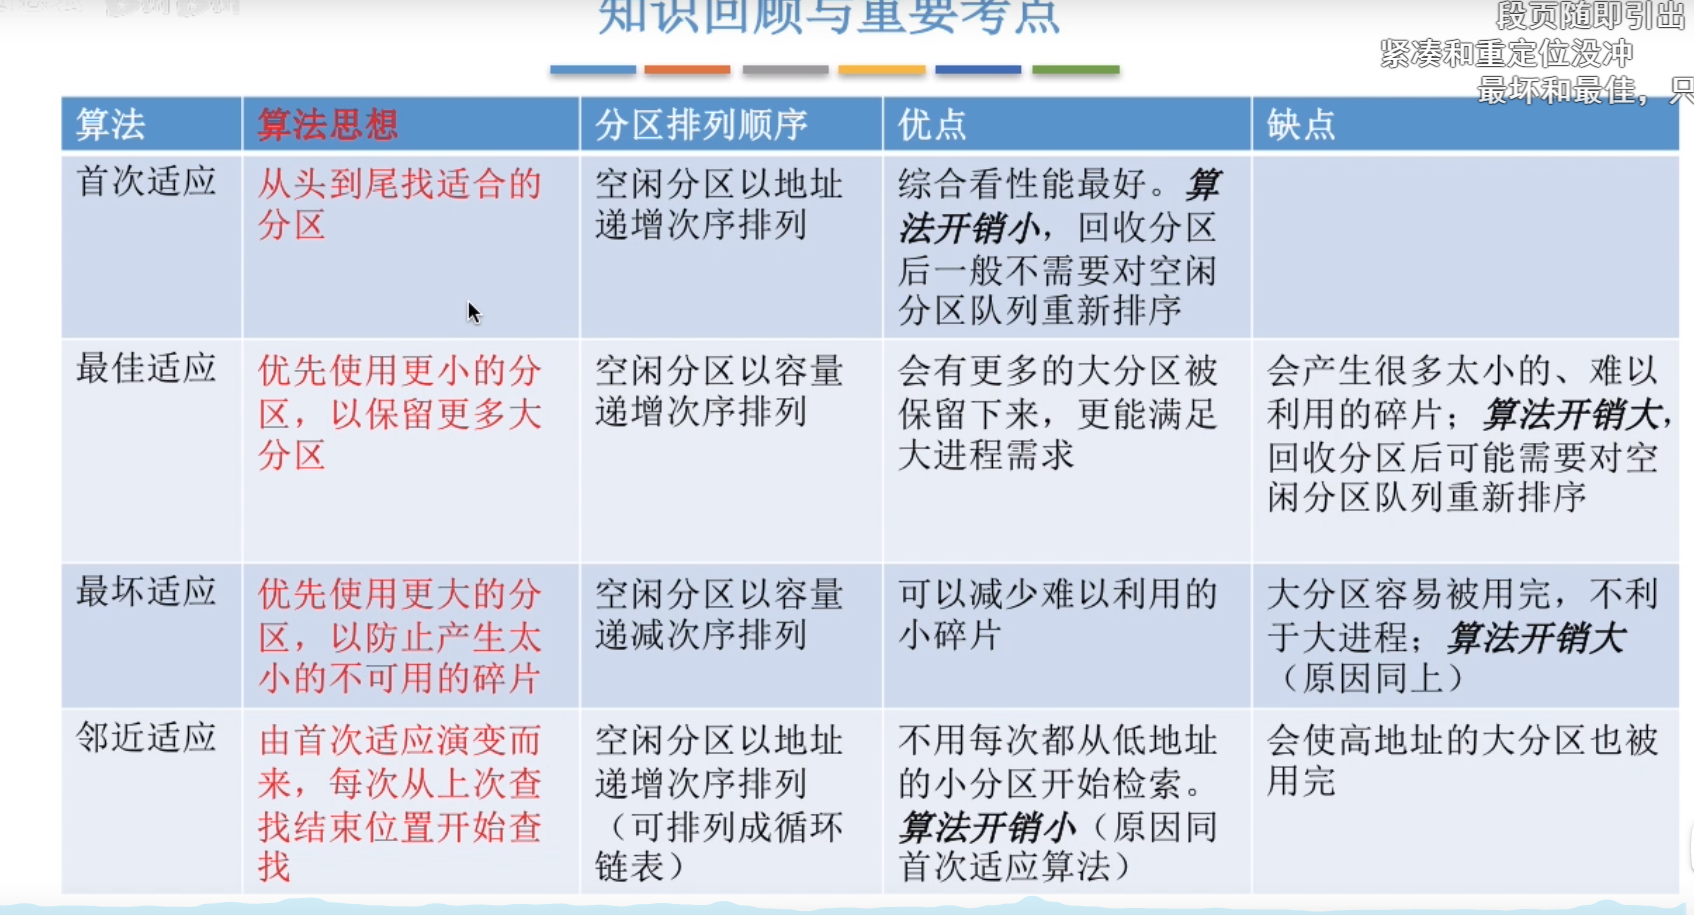 知识回顾与重要考点
段页随即引出
紧凑和重定位没冲
最坏和最佳，只
算法
算法思想
分区排列顺序
优点
缺点
首次适应
从头到尾找适合的
分区
空闲分区以地址
递增次序排列
综合看性能最好。算
法开销小，回收分区
后一般不需要对空闲
分区队列重新排序
最佳适应
优先使用更小的分
区，以保留更多大
分区
空闲分区以容量
递增次序排列
会有更多的大分区被
保留下来，更能满足
大进程需求
会产生很多太小的、难以
利用的碎片；算法开销大，
回收分区后可能需要对空
闲分区队列重新排序
最坏适应
优先使用更大的分
区，以防止产生太
小的不可用的碎片
空闲分区以容量
递减次序排列
可以减少难以利用的
小碎片
大分区容易被用完，不利
于大进程；算法开销大
（原因同上）
邻近适应
由首次适应演变而
来，每次从上次查
找结束位置开始查
找
空闲分区以地址
递增次序排列
（可排列成循环
链表）
不用每次都从低地址
的小分区开始检索。
算法开销小（原因同
首次适应算法）
会使高地址的大分区也被
用完